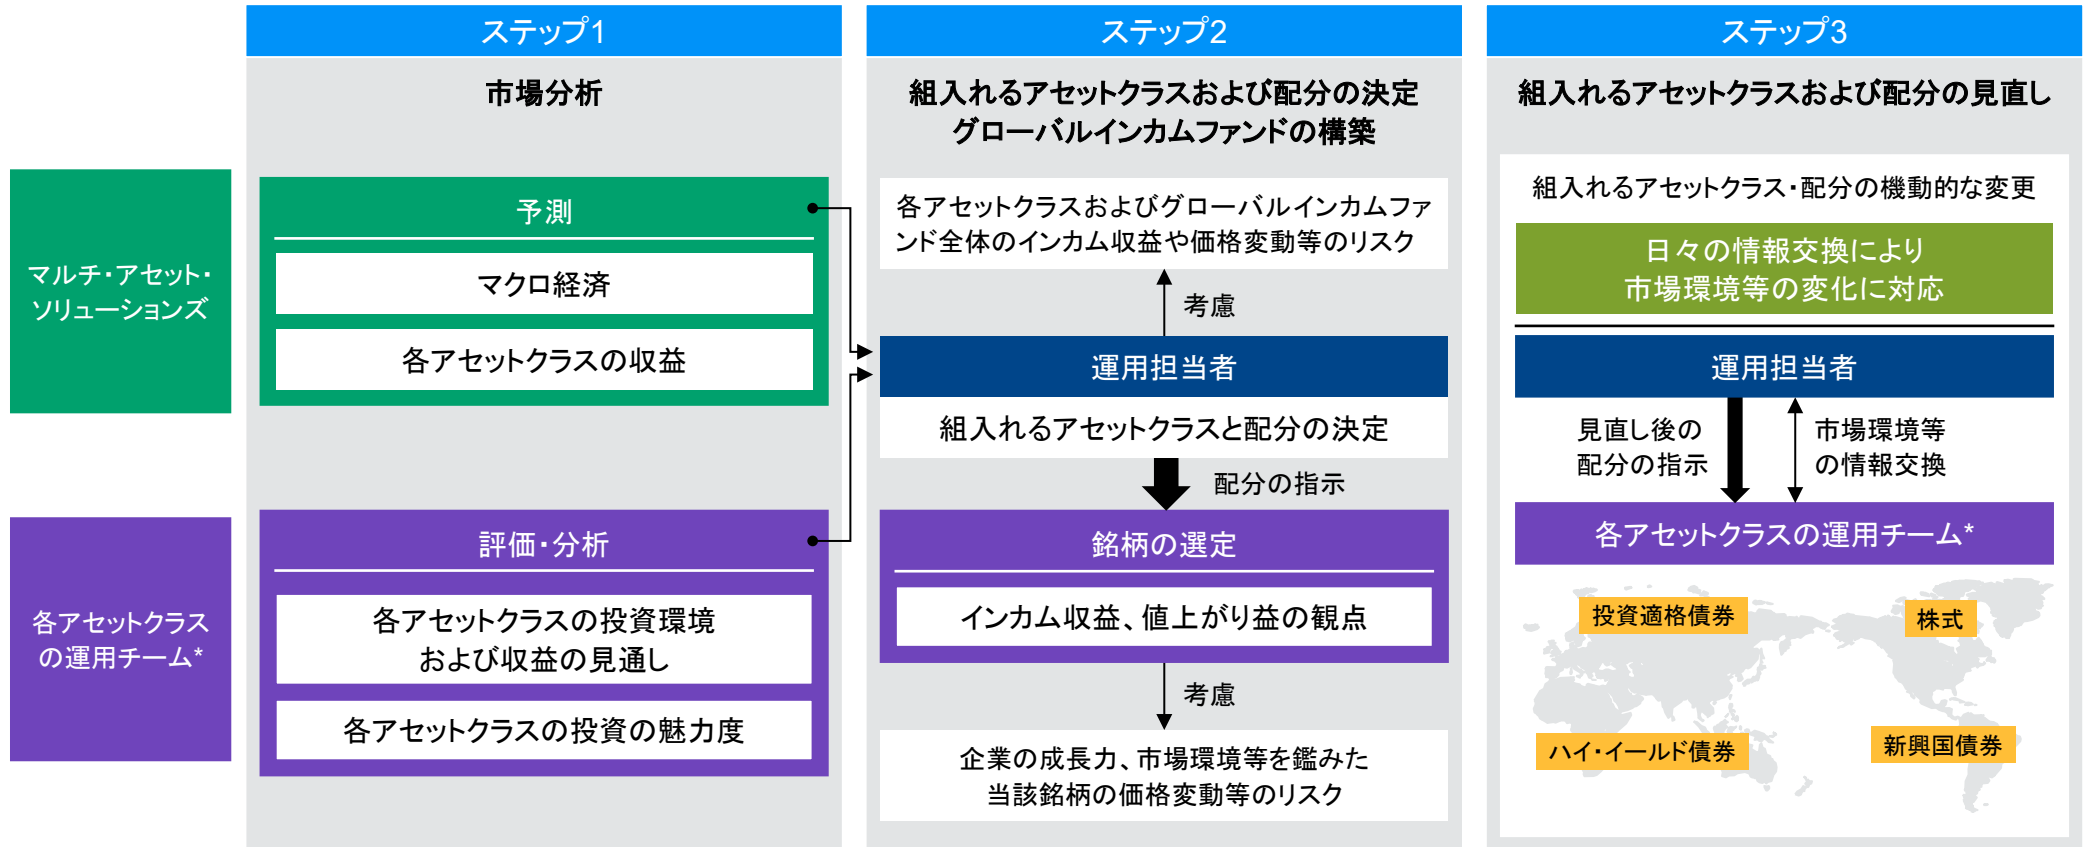 ステップ1
市場分析
マルチ・アセット・
ソリューションズ
予測
マクロ経済
各アセットクラスの収益
各アセットクラス
の運用チーム*
評価・分析
各アセットクラスの投資環境
および収益の見通し
各アセットクラスの投資の魅力度
ステップ2
組入れるアセットクラスおよび配分の決定
グローバルインカムファンドの構築
各アセットクラスおよびグローバルインカムファ
ンド全体のインカム収益や価格変動等のリスク
考慮
運用担当者
組入れるアセットクラスと配分の決定
配分の指示
銘柄の選定
インカム収益、値上がり益の観点
考慮
企業の成長力、市場環境等を鑑みた
当該銘柄の価格変動等のリスク
ステップ3
組入れるアセットクラスおよび配分の見直し
組入れるアセットクラス・配分の機動的な変更
日々の情報交換により
市場環境等の変化に対応
運用担当者
見直し後の
配分の指示
市場環境等
の情報交換
各アセットクラスの運用チーム*
投資適格債券
株式
ハイ・イールド債券
新興国債券